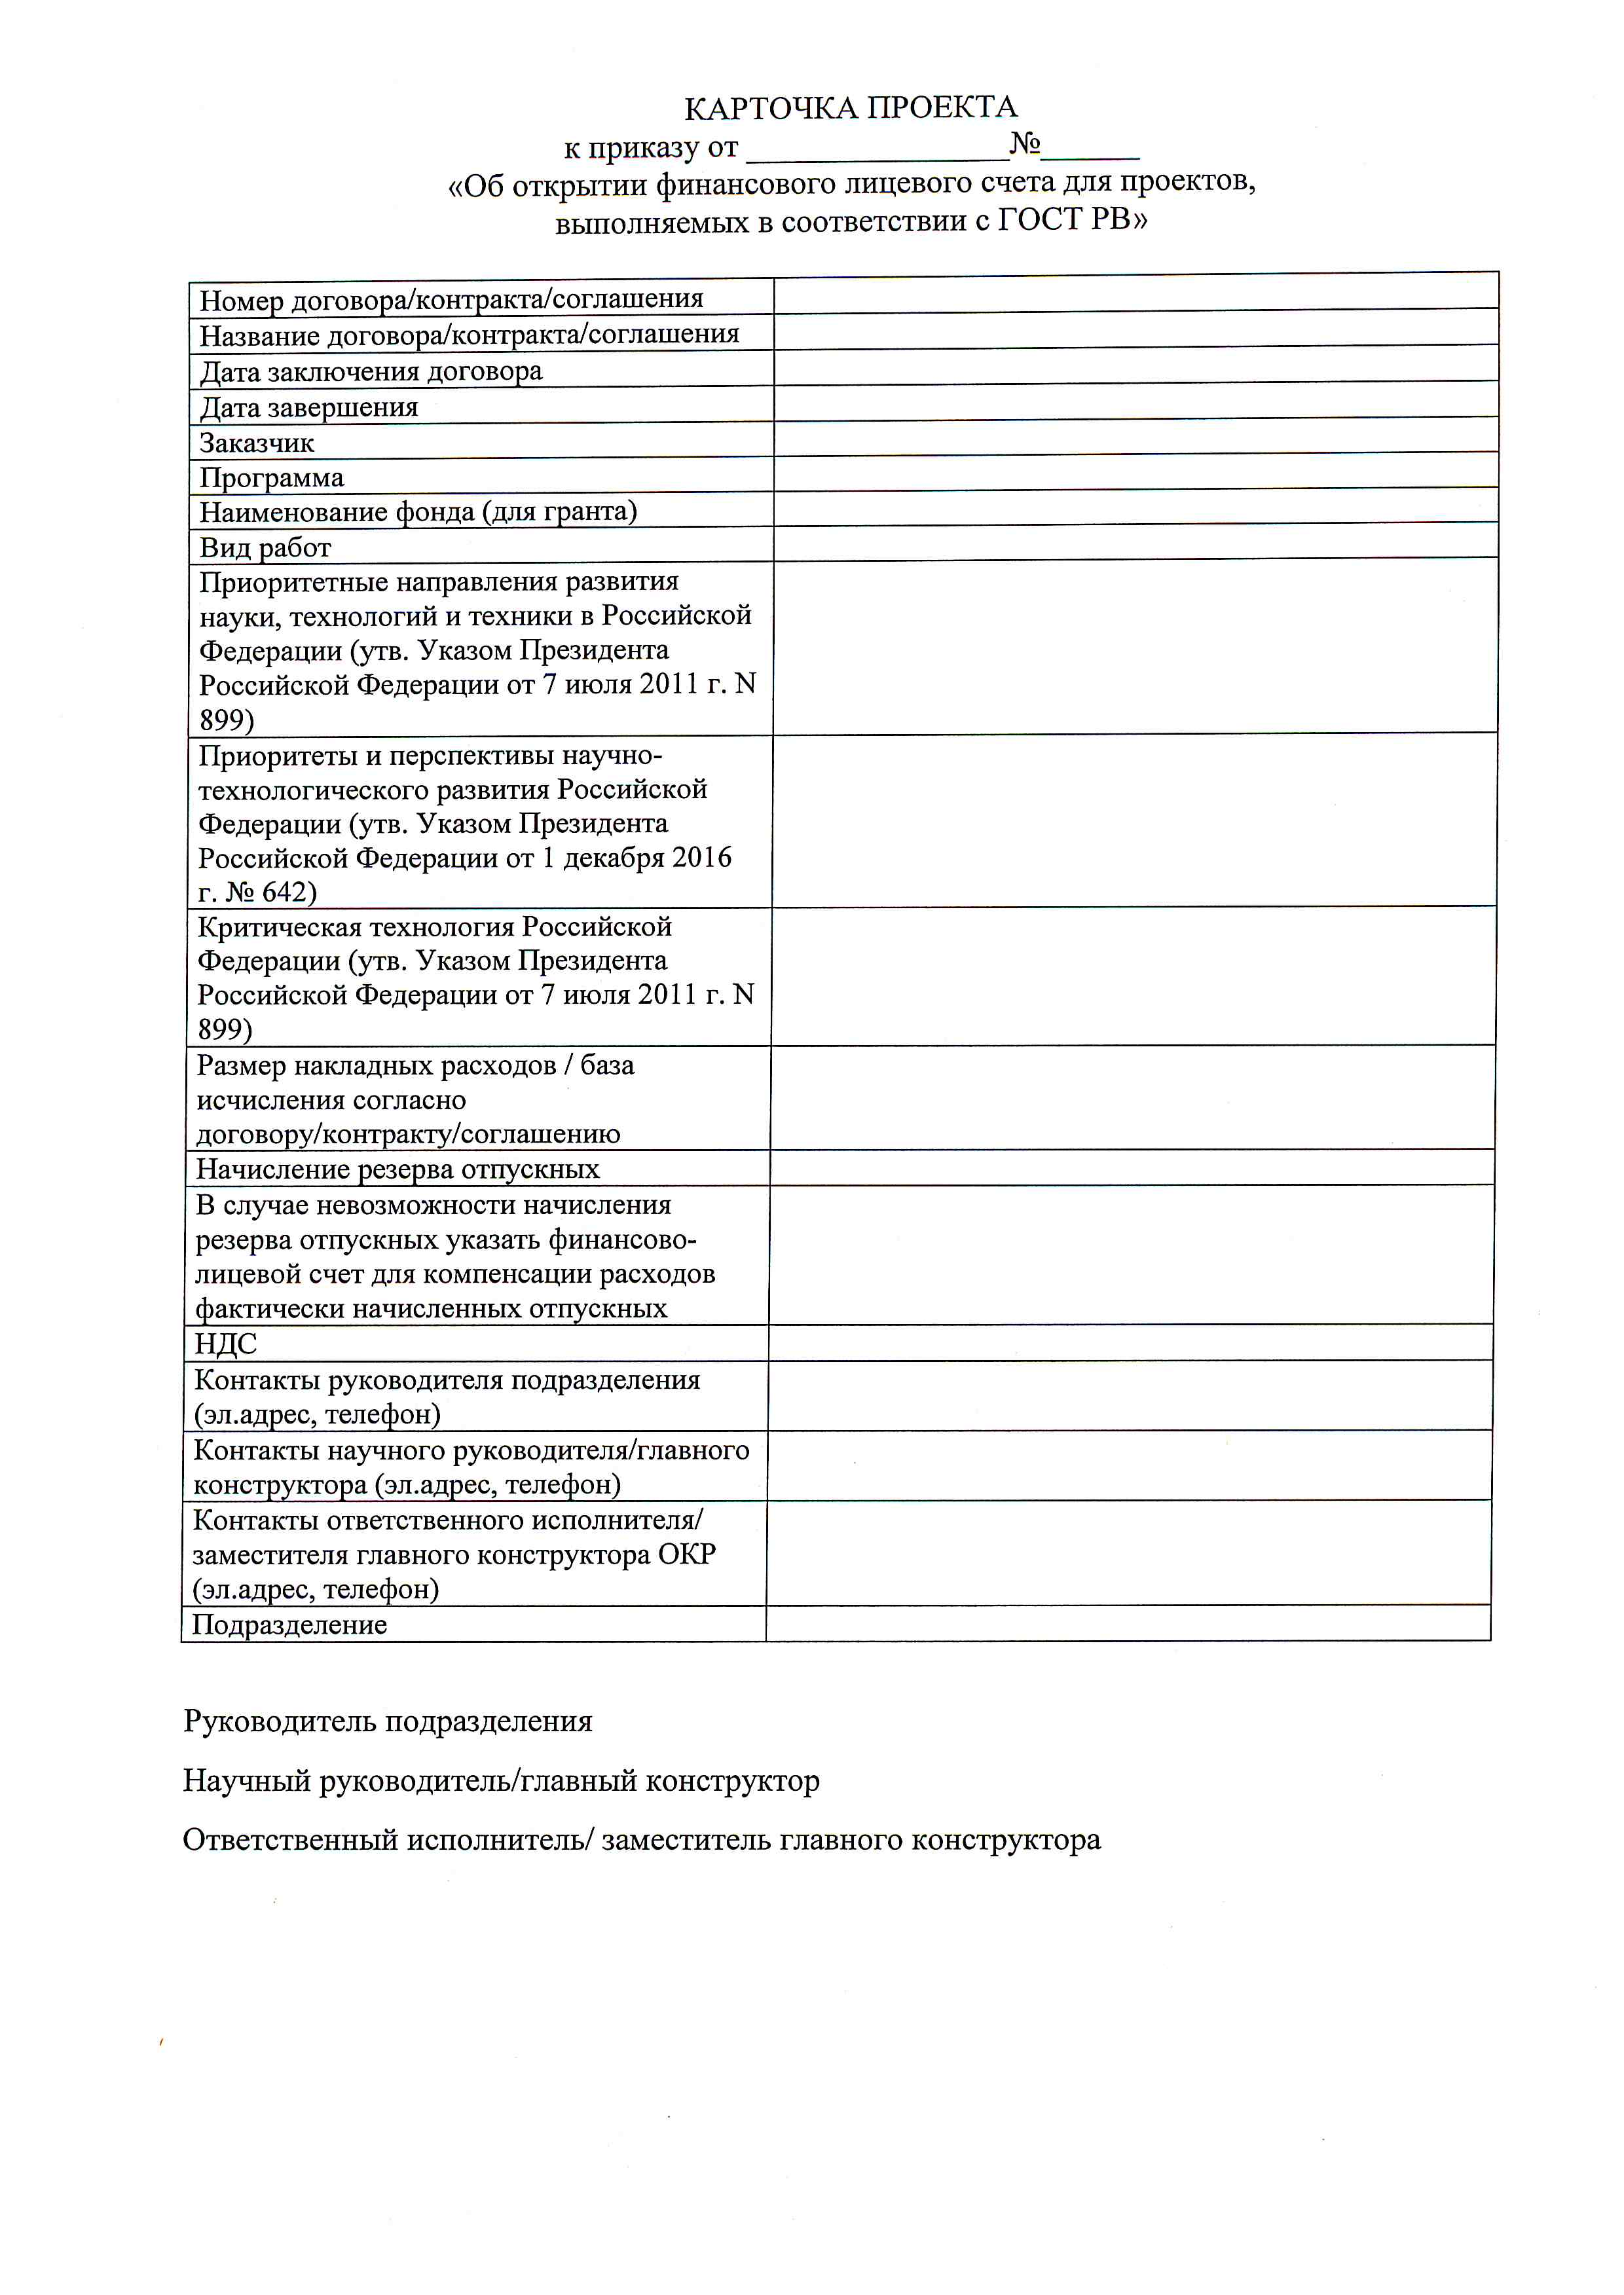 КАРТОЧКА ПРОЕКТА
к приказу от ________________№______
«Об открытии финансового лицевого счета для проектов,
выполняемых в соответствии с ГОСТ РВ»
Номер договора/контракта/соглашения
Название договора/контракта/соглашения
Дата заключения договора
Дата завершения
Заказчик
Программа
Наименование фонда (для гранта)
Вид работ
Приоритетные направления развития
науки, технологий и техники в Российской
Федерации (утв. Указом Президента
Российской Федерации от 7 июля 2011 г. N
899)
Приоритеты и перспективы научно-
технологического развития Российской
Федерации (утв. Указом Президента
Российской Федерации от 1 декабря 2016
г. № 642)
Критическая технология Российской
Федерации (утв. Указом Президента
Российской Федерации от 7 июля 2011 г. N
899)
Размер накладных расходов / база
исчисления согласно
договору/контракту/соглашению
Начисление резерва отпускных
В случае невозможности начисления
резерва отпускных указать финансово-
лицевой счет для компенсации расходов
фактически начисленных отпускных
НДС
Контакты руководителя подразделения
(эл.адрес, телефон)
Контакты научного руководителя/главного
конструктора (эл.адрес, телефон)
Контакты ответственного исполнителя/
заместителя главного конструктора ОКР
(эл.адрес, телефон)
Подразделение
Руководитель подразделения
Научный руководитель/главный конструктор
Ответственный исполнитель/ заместитель главного конструктора